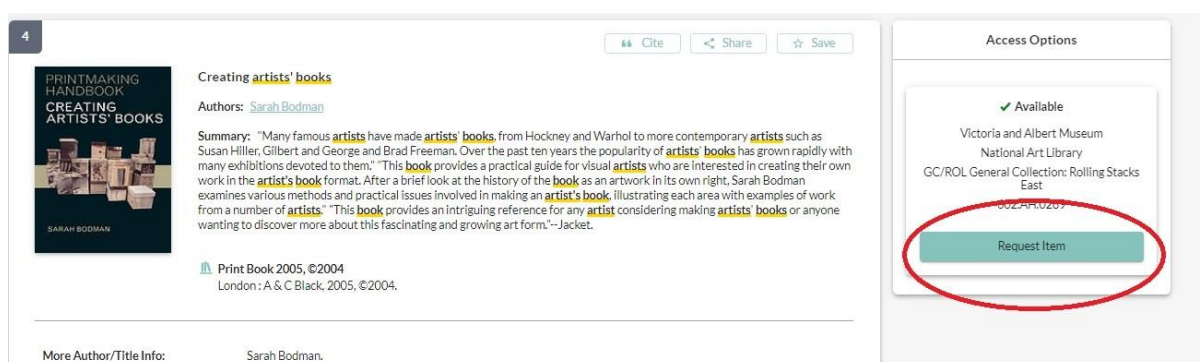 4
Cite
Share
Save
PRINTMAKING
HANDBOOK
CREATING
ARTISTS' BOOKS
SARAH BODMAN
Creating artists' books
Authors: Sarah Bodman
Summary: "Many famous artists have made artists' books, from Hockney and Warhol to more contemporary artists such as
Susan Hiller, Gilbert and George and Brad Freeman. Over the past ten years the popularity of artists' books has grown rapidly with
many exhibitions devoted to them." "This book provides a practical guide for visual artists who are interested in creating their own
work in the artist's book format. After a brief look at the history of the book as an artwork in its own right, Sarah Bodman
examines various methods and practical issues involved in making an artist's book, illustrating each area with examples of work
from a number of artists." "This book provides an intriguing reference for any artist considering making artists' books or anyone
wanting to discover more about this fascinating and growing art form."--Jacket.
Print Book 2005, ©2004
London : A & C Black, 2005, ©2004.
More Author/Title Info: Sarah Bodman.
Access Options
Available
Victoria and Albert Museum
National Art Library
GC/ROL General Collection: Rolling Stacks
East
602.AH.0289
Request Item